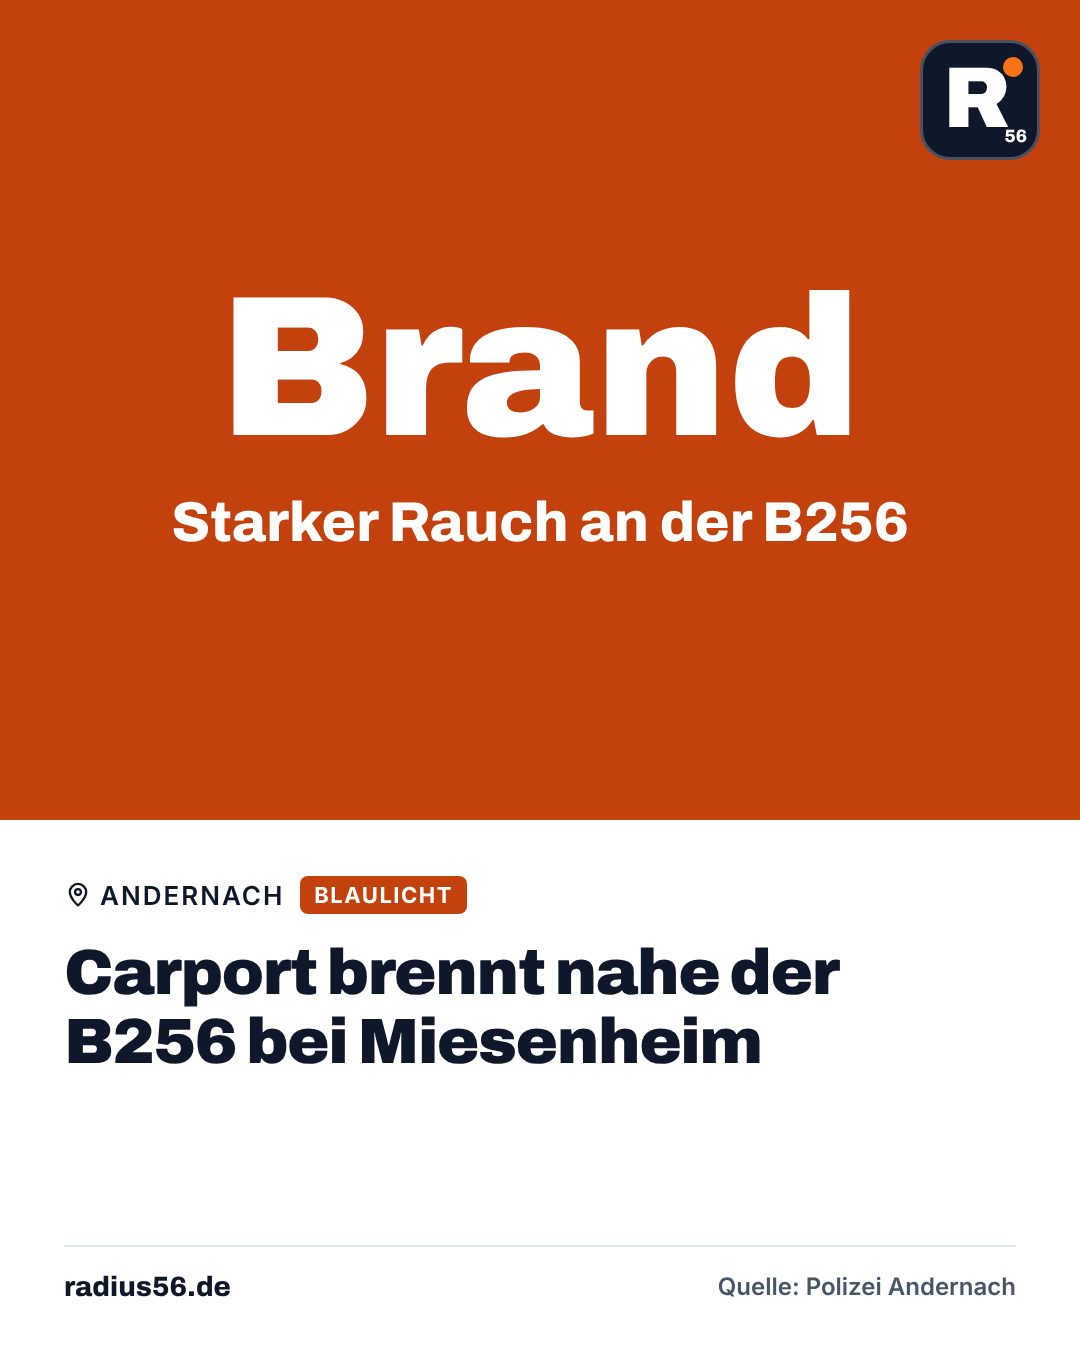 R
56
Brand
Starker Rauch an der B256
ANDERNACH BLAULICHT
Carport brennt nahe der
B256 bei Miesenheim
radius56.de Quelle: Polizei Andernach